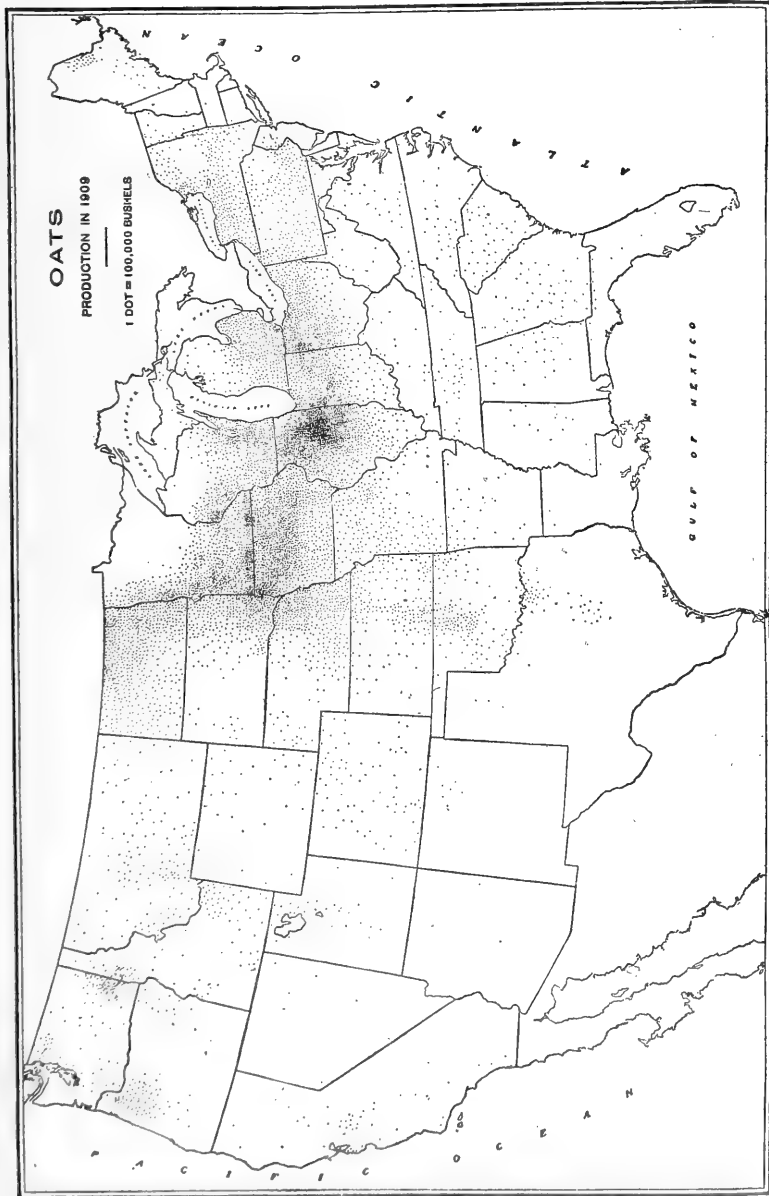 OATS
PRODUCTION IN 1909
1 DOT = 100,000 BUSHELS
ATLANTIC OCEAN
GULF OF MEXICO
PACIFIC OCEAN